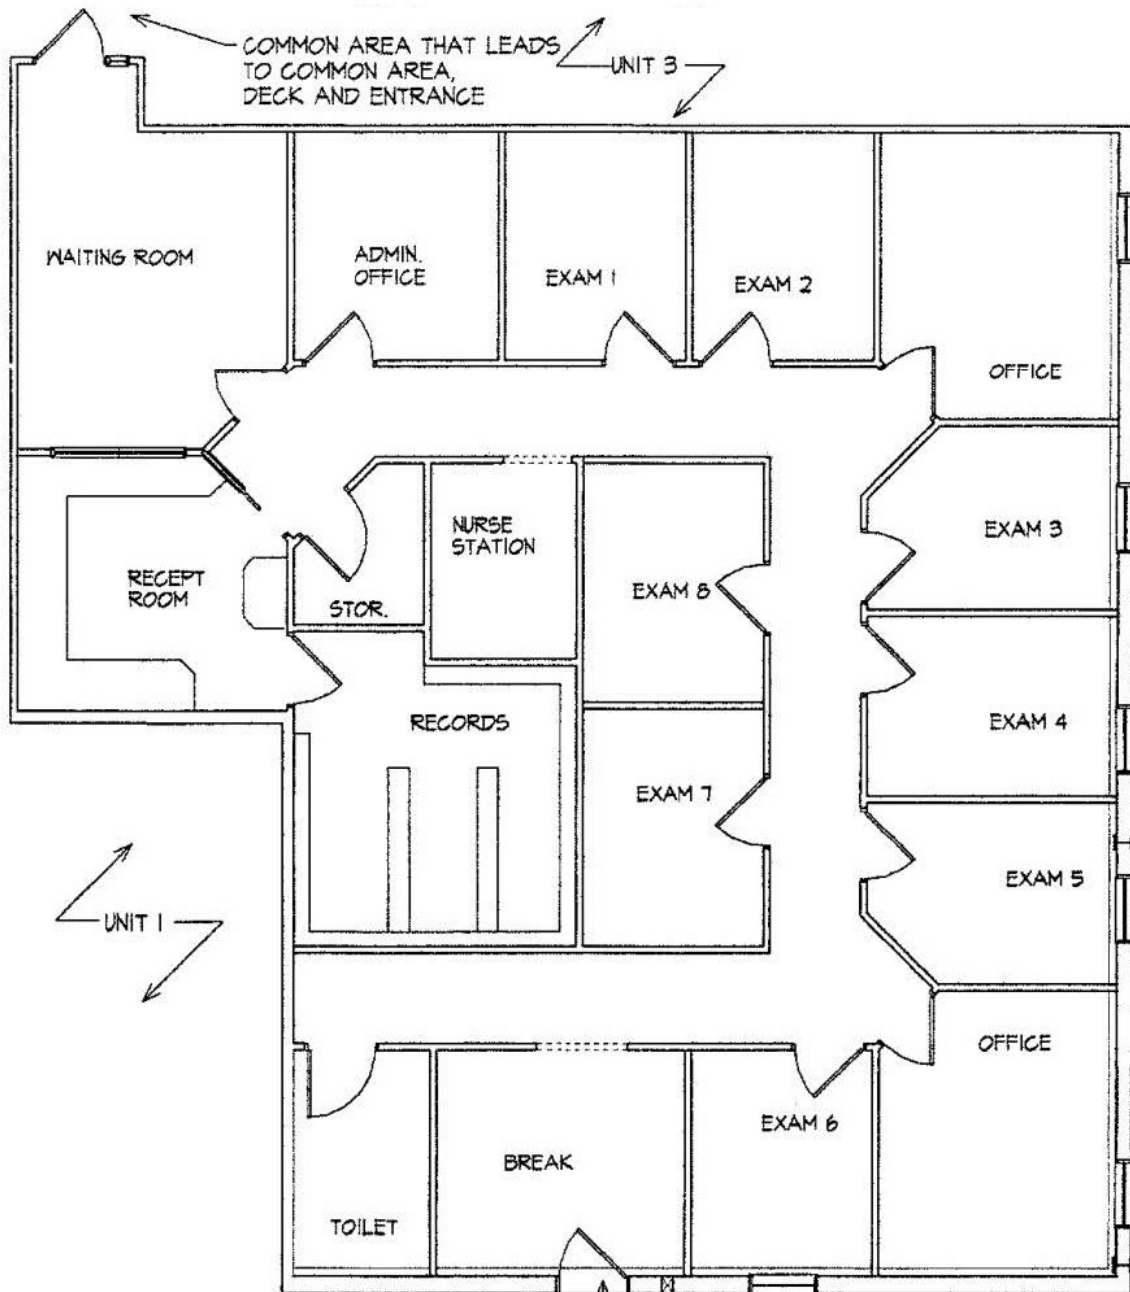 COMMON AREA THAT LEADS
TO COMMON AREA,
DECK AND ENTRANCE
UNIT 3
WAITING ROOM
ADMIN.
OFFICE
EXAM 1
EXAM 2
OFFICE
NURSE
STATION
EXAM 3
RECEPT
ROOM
STOR.
EXAM 8
RECORDS
EXAM 4
EXAM 7
EXAM 5
UNIT 1
OFFICE
EXAM 6
BREAK
TOILET